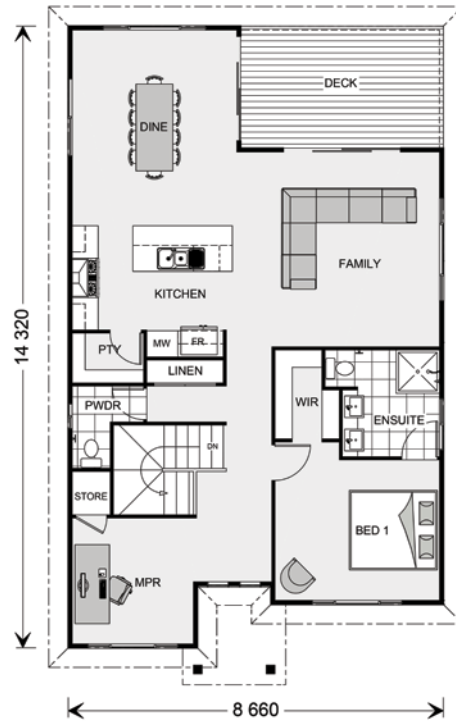 DECK
DINE
FAMILY
KITCHEN
14 320
PTY
MW
FR
LINEN
PWDR
WIR
ENSUITE
DN
STORE
BED 1
MPR
8 660